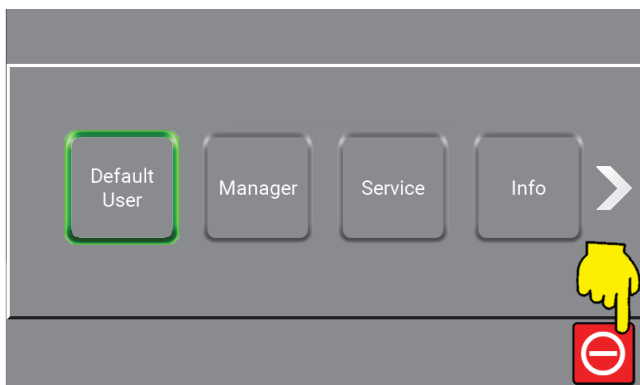 Default
User
Manager
Service
Info